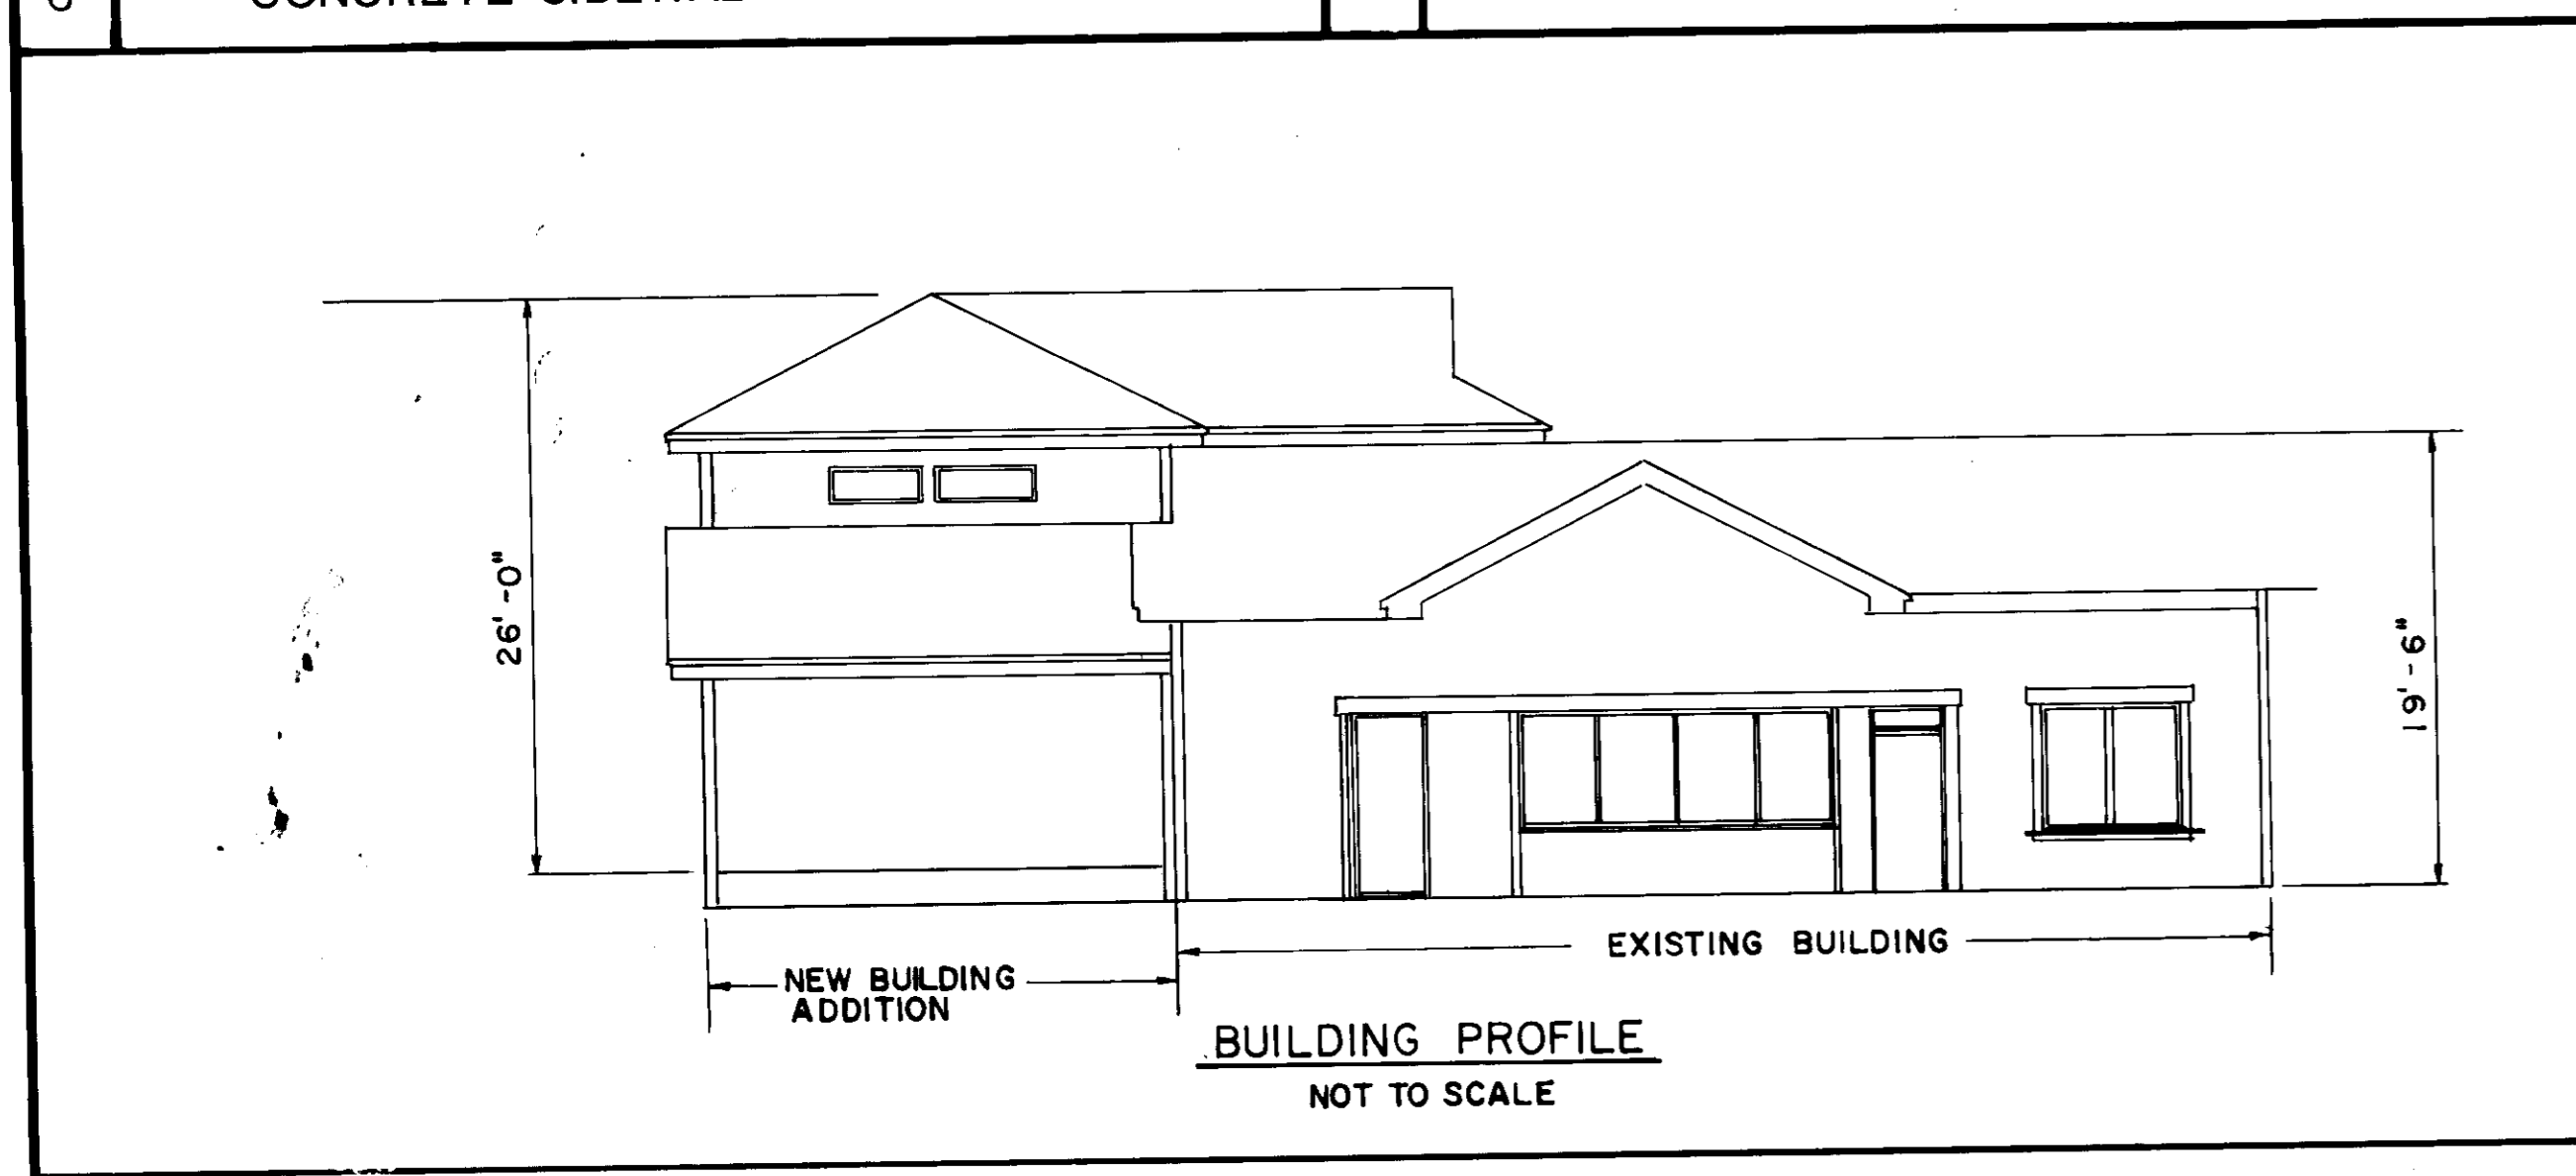 26'-0"
19'-6"
EXISTING BUILDING
NEW BUILDING
ADDITION
BUILDING PROFILE
NOT TO SCALE